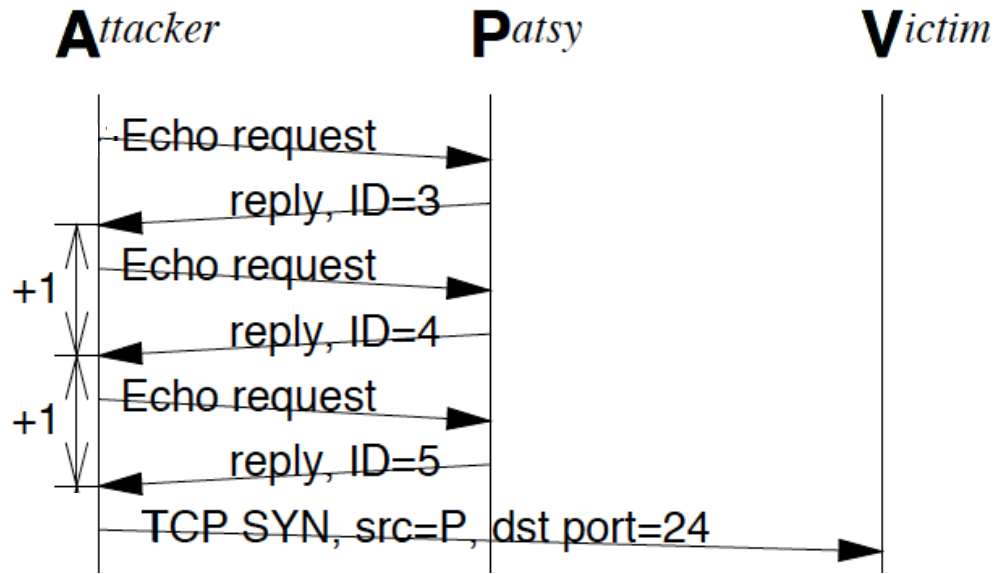 Attacker Patsy Victim
Echo request
reply, ID=3
+1
Echo request
reply, ID=4
+1
Echo request
reply, ID=5
TCP SYN, src=P, dst port=24